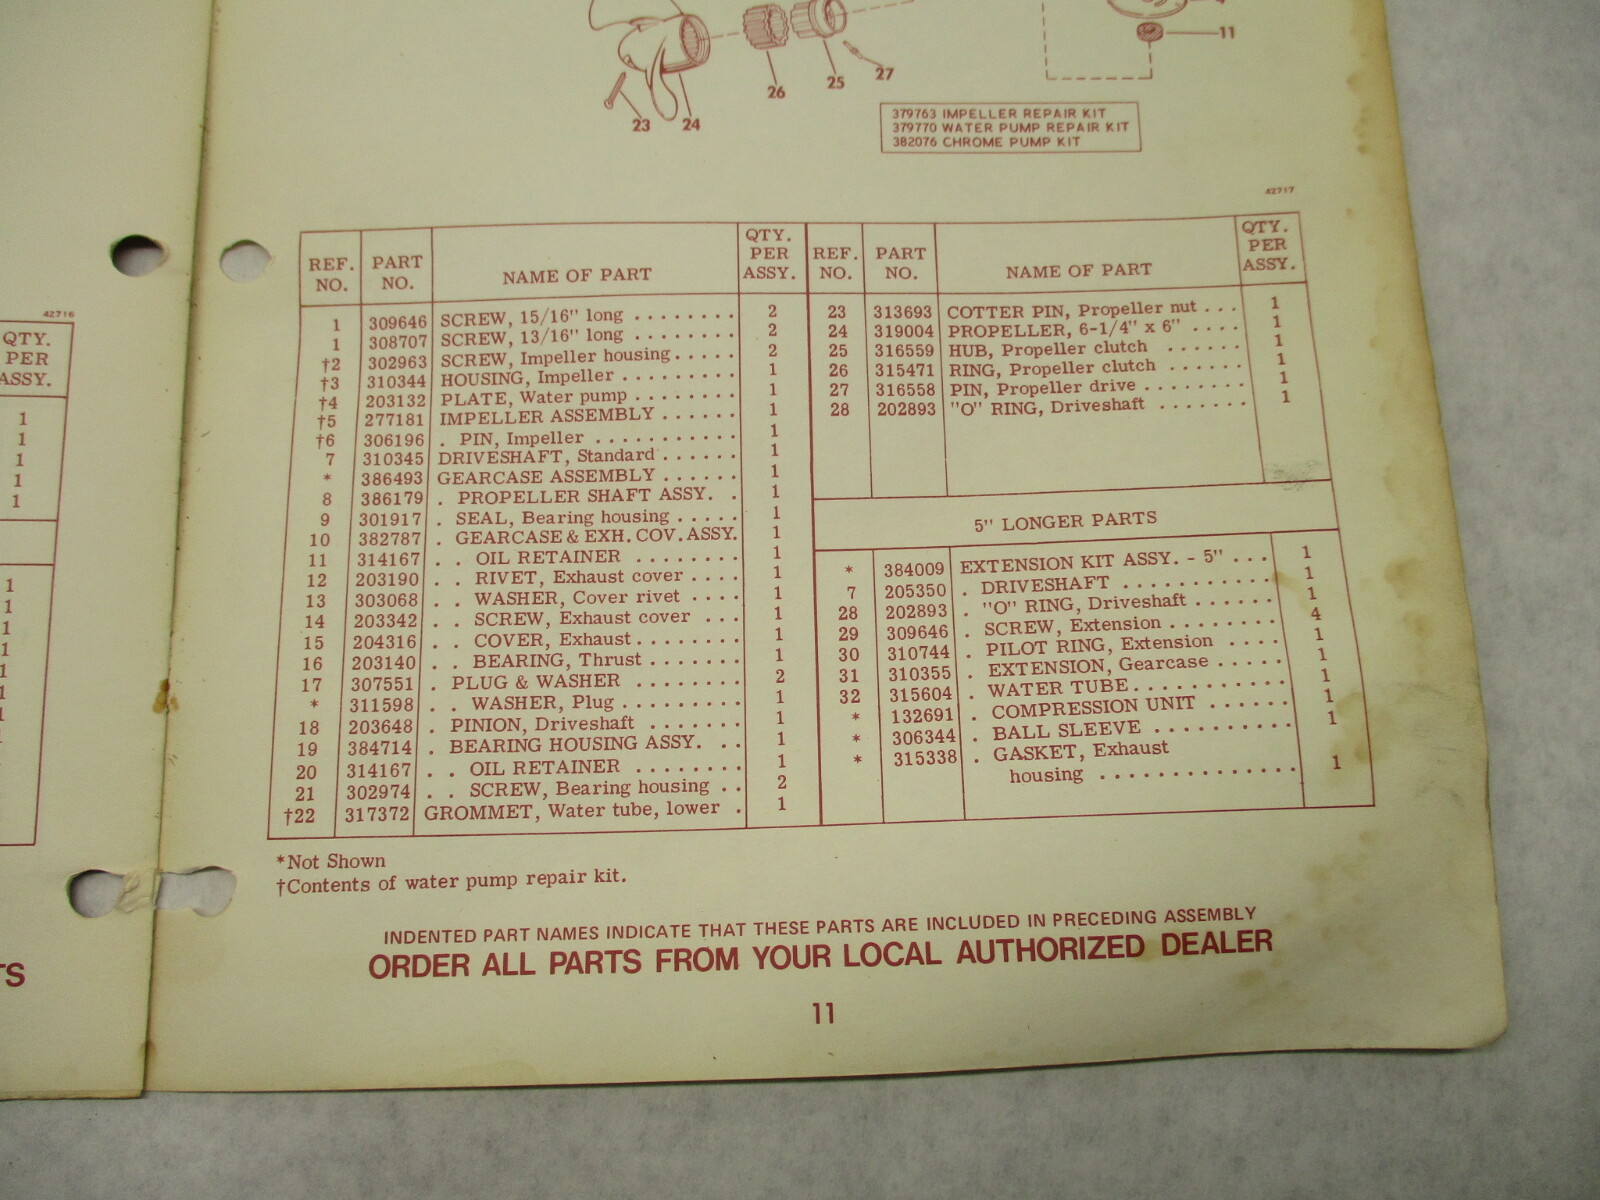 42716
QTY.
PER
ASSY.
1
1
1
1
1
1
1
1
1
1
1
1
TS
26
25
27
23
24
11
379763 IMPELLER REPAIR KIT
379770 WATER PUMP REPAIR KIT
382076 CHROME PUMP KIT
42717
REF. NO. PART NO. NAME OF PART QTY. PER ASSY.
1 309646 SCREW, 15/16" long ........ 2
1 308707 SCREW, 13/16" long ........ 2
†2 302963 SCREW, Impeller housing..... 2
†3 310344 HOUSING, Impeller ......... 1
†4 203132 PLATE, Water pump ........ 1
†5 277181 IMPELLER ASSEMBLY ...... 1
†6 306196 . PIN, Impeller ........... 1
7 310345 DRIVESHAFT, Standard...... 1
* 386493 GEARCASE ASSEMBLY ...... 1
8 386179 . PROPELLER SHAFT ASSY. . 1
9 301917 . SEAL, Bearing housing ..... 1
10 382787 . GEARCASE & EXH. COV. ASSY. 1
11 314167 . . OIL RETAINER ........ 1
12 203190 . . RIVET, Exhaust cover .... 1
13 303068 . . WASHER, Cover rivet .... 1
14 203342 . . SCREW, Exhaust cover ... 1
15 204316 . . COVER, Exhaust........ 1
16 203140 . . BEARING, Thrust ....... 1
17 307551 . PLUG & WASHER ........ 2
* 311598 . . WASHER, Plug ......... 1
18 203648 . PINION, Driveshaft ....... 1
19 384714 . BEARING HOUSING ASSY. .. 1
20 314167 . . OIL RETAINER ........ 1
21 302974 . . SCREW, Bearing housing .. 2
†22 317372 GROMMET, Water tube, lower . 1
REF. NO. PART NO. NAME OF PART QTY. PER ASSY.
23 313693 COTTER PIN, Propeller nut ... 1
24 319004 PROPELLER, 6-1/4" x 6" .... 1
25 316559 HUB, Propeller clutch ...... 1
26 315471 RING, Propeller clutch ...... 1
27 316558 PIN, Propeller drive ........ 1
28 202893 "O" RING, Driveshaft ....... 1
5" LONGER PARTS
* 384009 EXTENSION KIT ASSY. - 5" ... 1
7 205350 . DRIVESHAFT ............ 1
28 202893 . "O" RING, Driveshaft ...... 1
29 309646 . SCREW, Extension ........ 4
30 310744 . PILOT RING, Extension .... 1
31 310355 . EXTENSION, Gearcase ..... 1
32 315604 . WATER TUBE............ 1
* 132691 . COMPRESSION UNIT ...... 1
* 306344 . BALL SLEEVE .......... 1
* 315338 . GASKET, Exhaust
housing .............. 1
*Not Shown
†Contents of water pump repair kit.
INDENTED PART NAMES INDICATE THAT THESE PARTS ARE INCLUDED IN PRECEDING ASSEMBLY
ORDER ALL PARTS FROM YOUR LOCAL AUTHORIZED DEALER
11